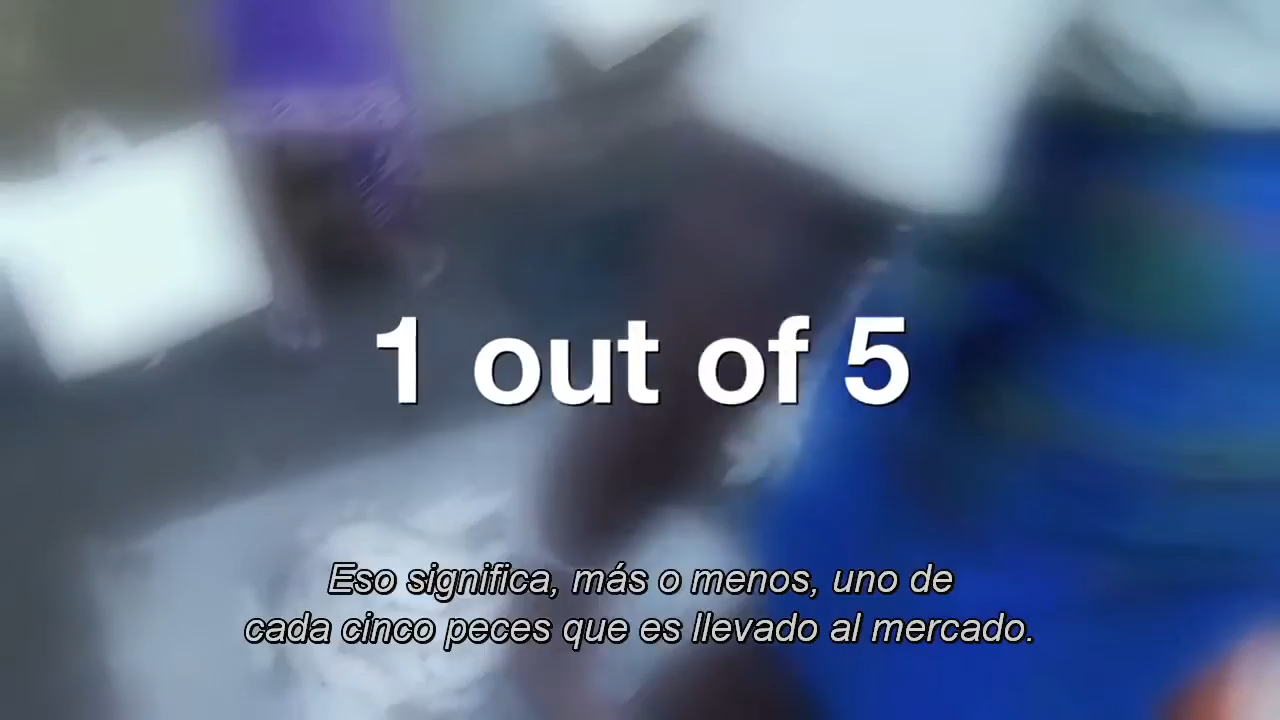 1 out of 5
Eso significa, más o menos, uno de
cada cinco peces que es llevado al mercado.